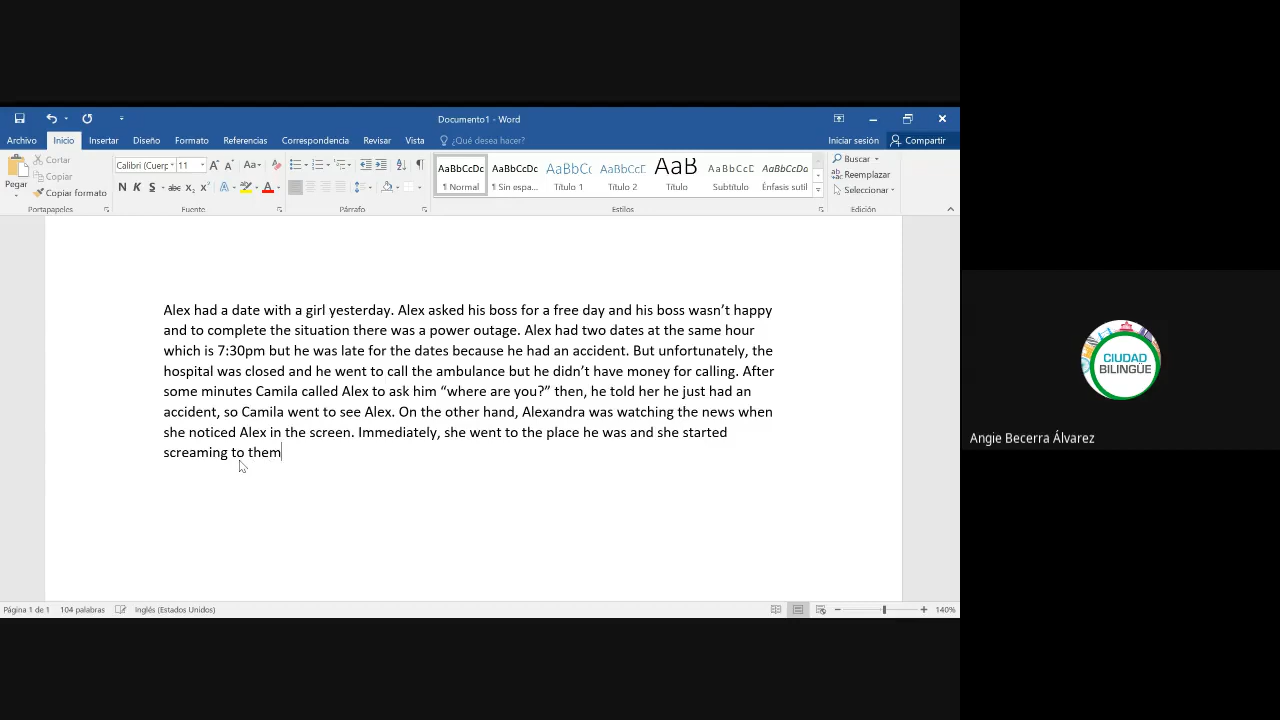 Documento1 - Word
Archivo Inicio Insertar Diseño Formato Referencias Correspondencia Revisar Vista ¿Qué desea hacer? Iniciar sesión Compartir
Pegar
Cortar
Copiar
Copiar formato
Portapapeles
Calibri (Cuerp 11 Aa
N K S abc x₂ x² A A
Fuente
Párrafo
AaBbCcDc AaBbCcDc AaBbCc AaBbCcE AaB AaBbCcE AaBbCcDa
¶ Normal ¶ Sin espa... Título 1 Título 2 Título Subtítulo Énfasis sutil
Estilos
Buscar
Reemplazar
Seleccionar
Edición
Alex had a date with a girl yesterday. Alex asked his boss for a free day and his boss wasn’t happy
and to complete the situation there was a power outage. Alex had two dates at the same hour
which is 7:30pm but he was late for the dates because he had an accident. But unfortunately, the
hospital was closed and he went to call the ambulance but he didn’t have money for calling. After
some minutes Camila called Alex to ask him “where are you?” then, he told her he just had an
accident, so Camila went to see Alex. On the other hand, Alexandra was watching the news when
she noticed Alex in the screen. Immediately, she went to the place he was and she started
screaming to them
Página 1 de 1 104 palabras Inglés (Estados Unidos) 140%
CIUDAD
BILINGÜE
Angie Becerra Álvarez